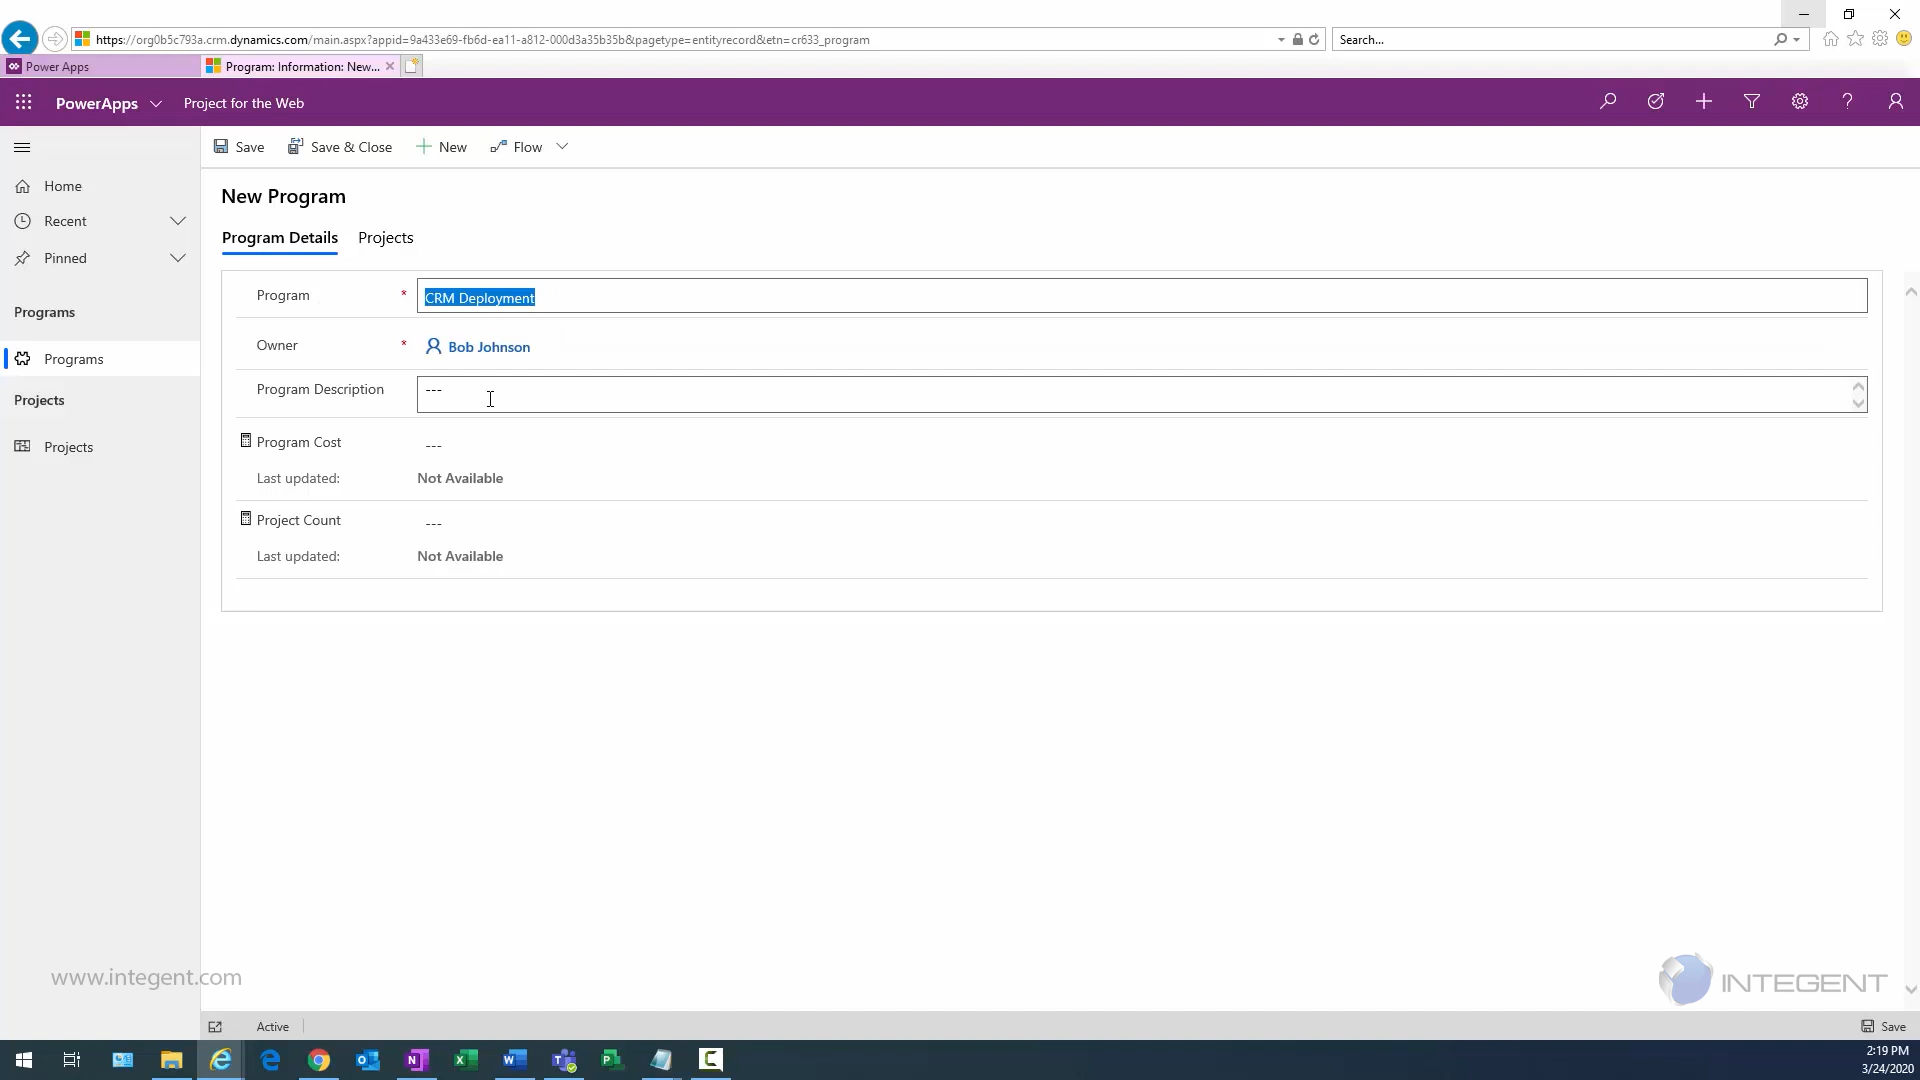 https://org0b5c793a.crm.dynamics.com/main.aspx?appid=9a433e69-fb6d-ea11-a812-000d3a35b35b&pagetype=entityrecord&etn=cr633_program
Search...
Power Apps
Program: Information: New...
PowerApps
Project for the Web
Save
Save & Close
New
Flow
Home
Recent
Pinned
Programs
Programs
Projects
Projects
New Program
Program Details
Projects
Program
*
CRM Deployment
Owner
*
Bob Johnson
Program Description
---
Program Cost
---
Last updated:
Not Available
Project Count
---
Last updated:
Not Available
www.integent.com
INTEGENT
Active
Save
2:19 PM
3/24/2020